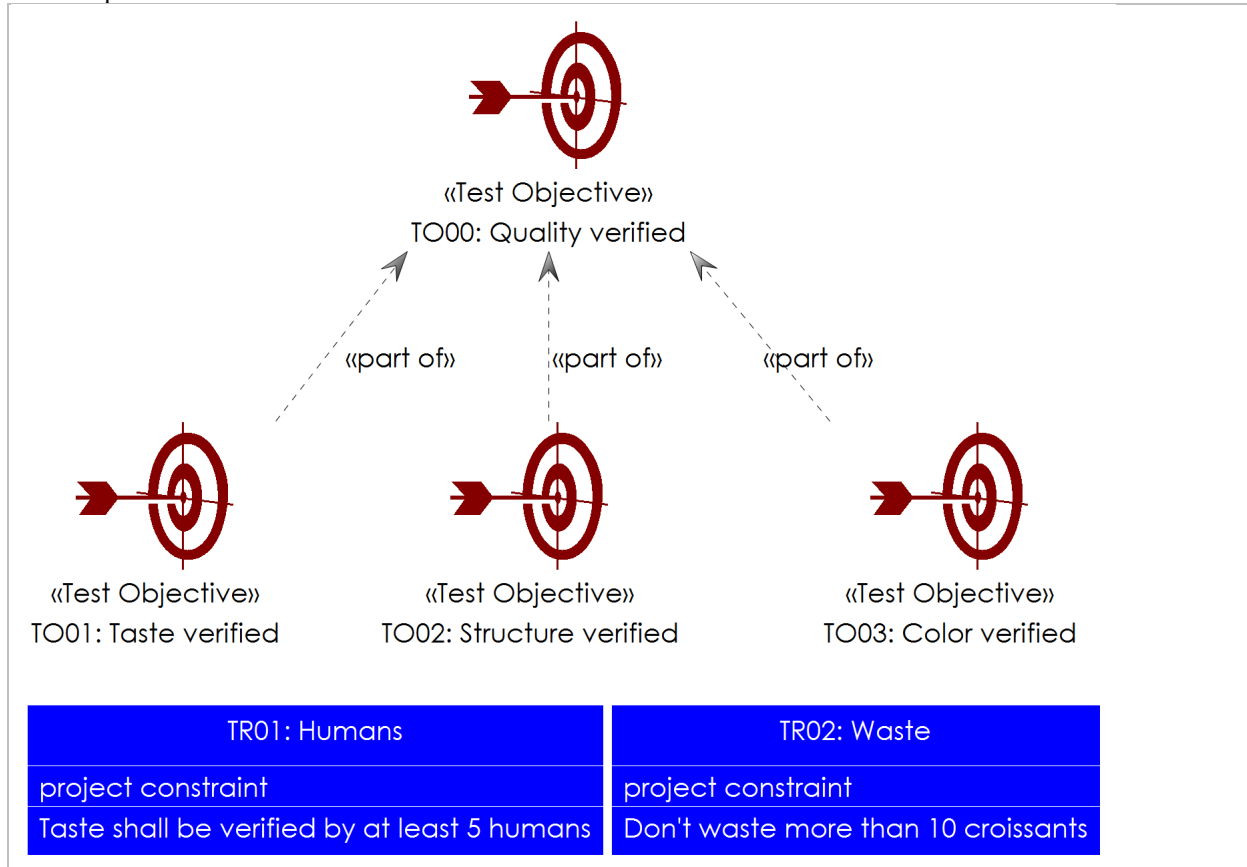 «Test Objective»
TO00: Quality verified
«part of» «part of» «part of»
«Test Objective» «Test Objective» «Test Objective»
TO01: Taste verified TO02: Structure verified TO03: Color verified
TR01: Humans
project constraint
Taste shall be verified by at least 5 humans
TR02: Waste
project constraint
Don't waste more than 10 croissants